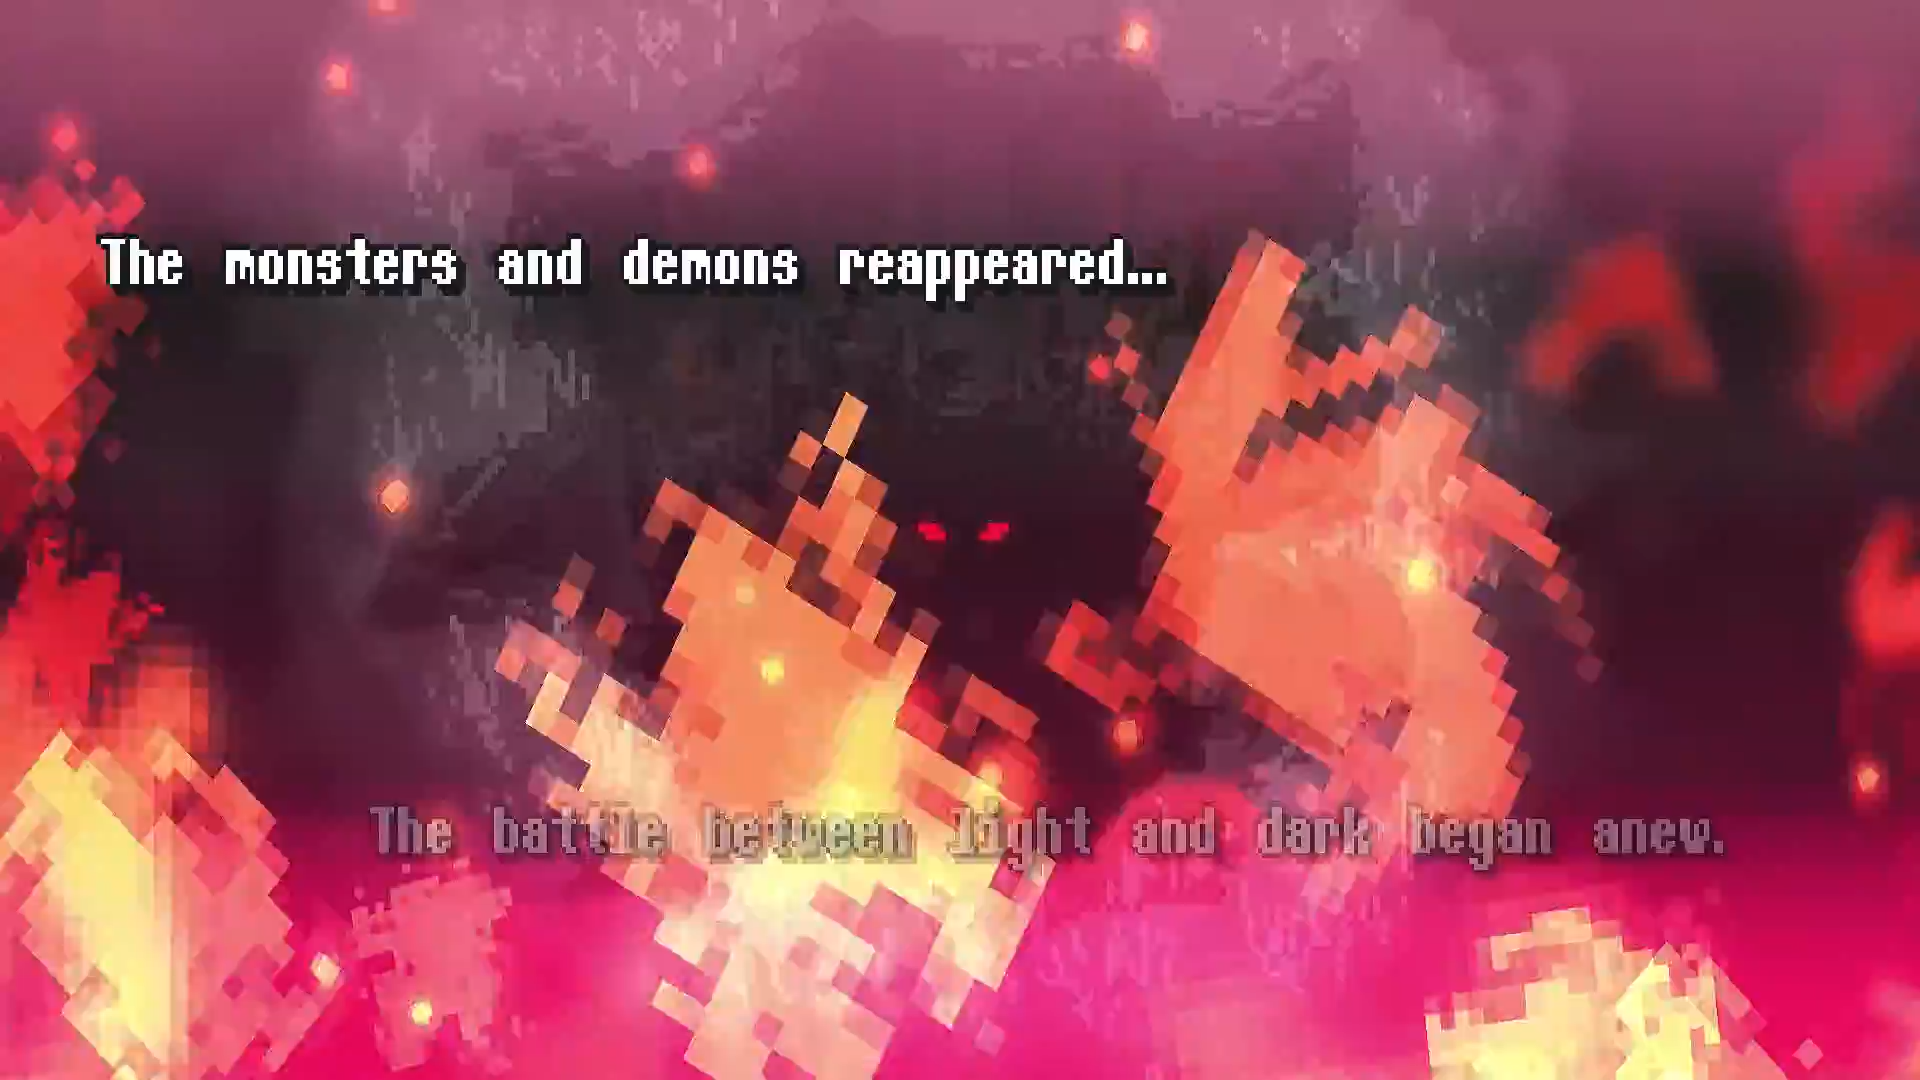 The monsters and demons reappeared...
The battle between light and dark began anew.